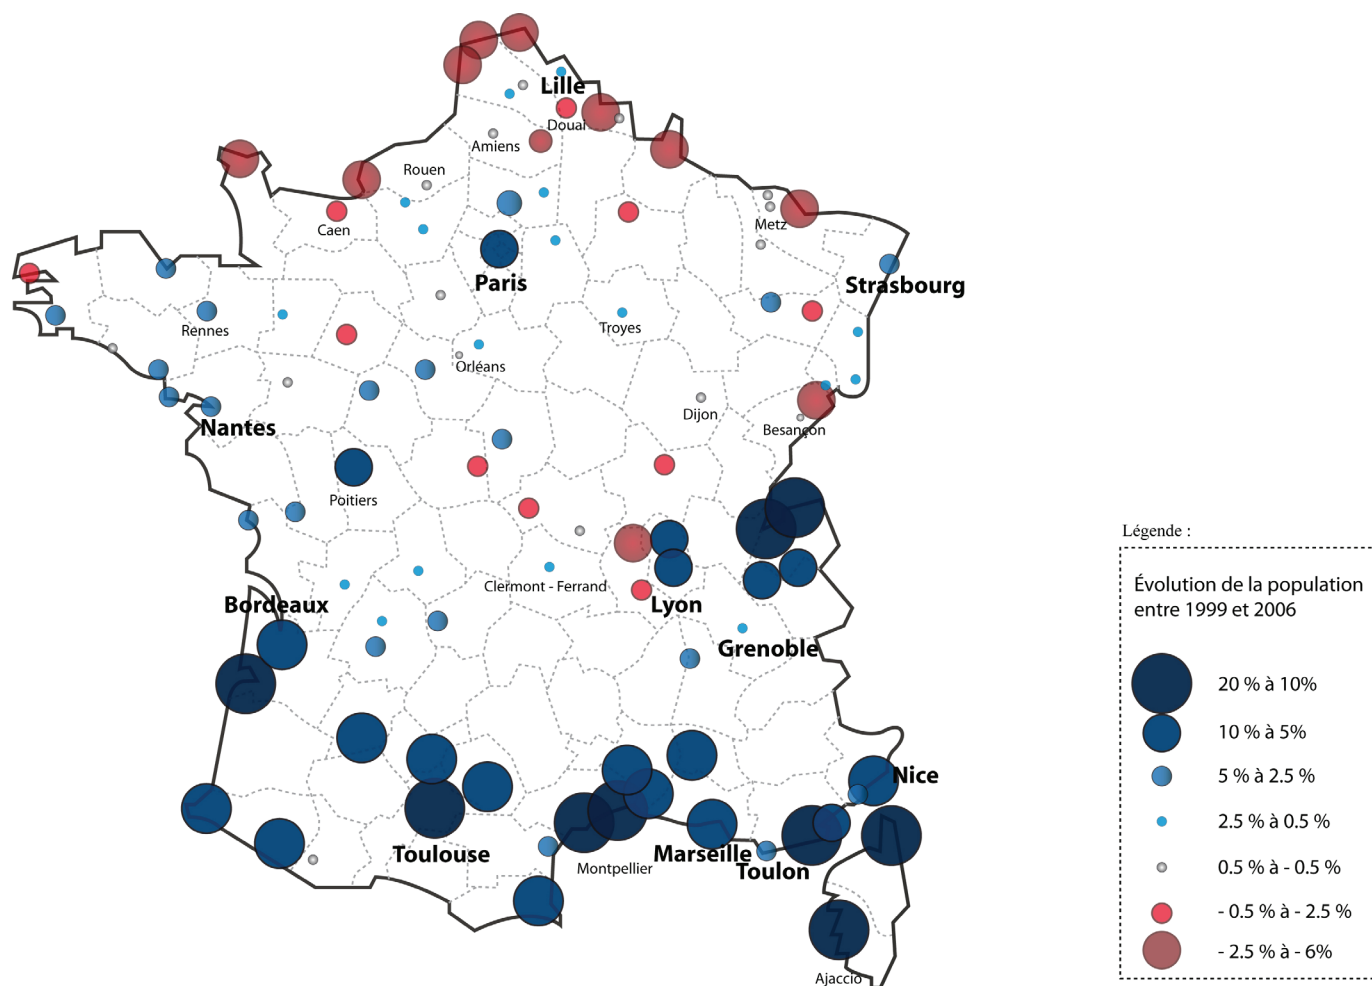 Lille
Douai
Amiens
Rouen
Caen
Metz
Paris
Strasbourg
Rennes
Troyes
Orléans
Nantes
Dijon
Besançon
Poitiers
Clermont - Ferrand
Lyon
Bordeaux
Grenoble
Nice
Toulouse
Montpellier
Marseille
Toulon
Ajaccio
Légende :
Évolution de la population
entre 1999 et 2006
20 % à 10%
10 % à 5%
5 % à 2.5 %
2.5 % à 0.5 %
0.5 % à - 0.5 %
- 0.5 % à - 2.5 %
- 2.5 % à - 6%